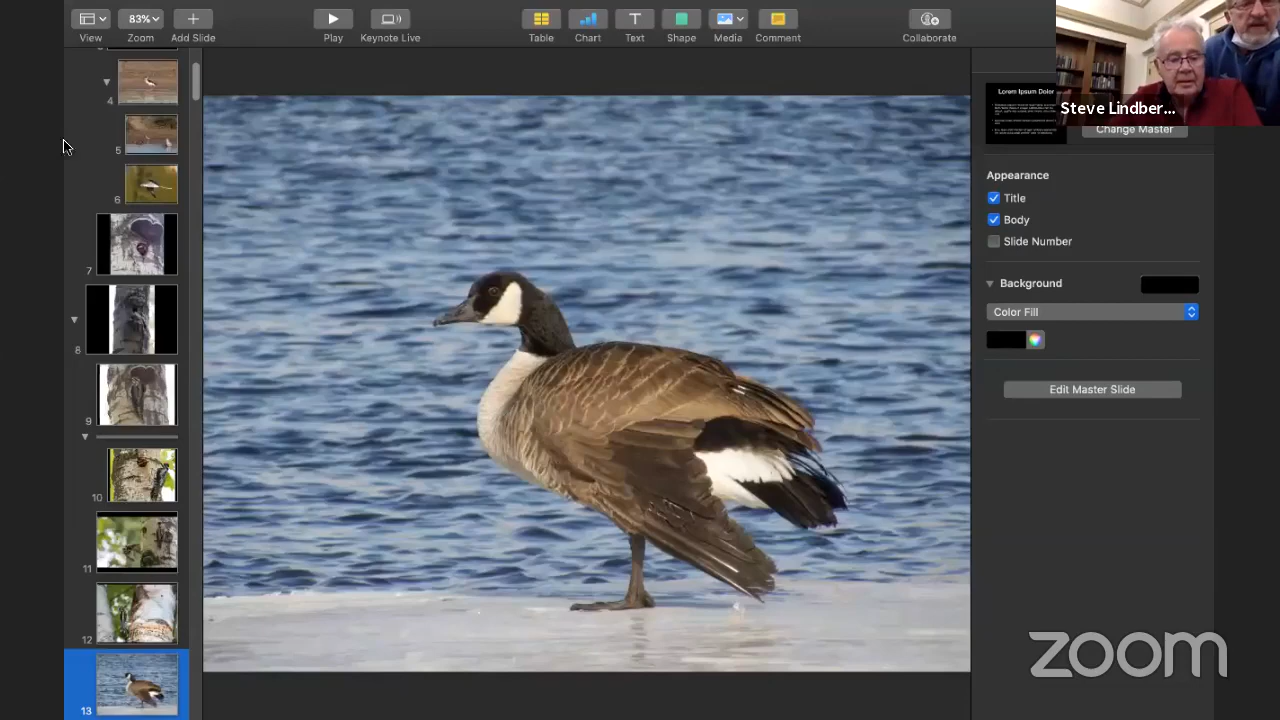 View
83%
Zoom
Add Slide
Play
Keynote Live
Table
Chart
Text
Shape
Media
Comment
Collaborate
Steve Lindber...
Lorem Ipsum Dolor
Change Master
Appearance
Title
Body
Slide Number
Background
Color Fill
Edit Master Slide
4
5
6
7
8
9
10
11
12
13
zoom